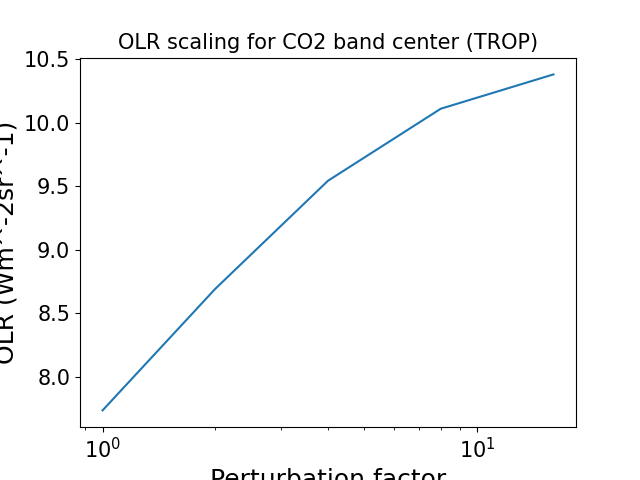 OLR scaling for CO2 band center (TROP)
OLR (Wm^-2sr^-1)
10.5
10.0
9.5
9.0
8.5
8.0
10^0
10^1
Perturbation factor